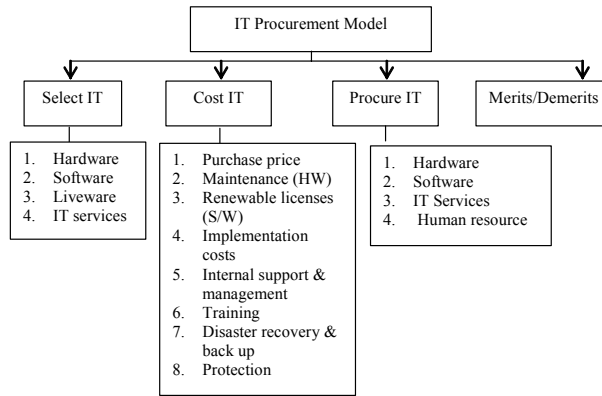 IT Procurement Model
Select IT
Cost IT
Procure IT
Merits/Demerits
1. Hardware
2. Software
3. Liveware
4. IT services
1. Purchase price
2. Maintenance (HW)
3. Renewable licenses
(S/W)
4. Implementation
costs
5. Internal support &
management
6. Training
7. Disaster recovery &
back up
8. Protection
1. Hardware
2. Software
3. IT Services
4. Human resource